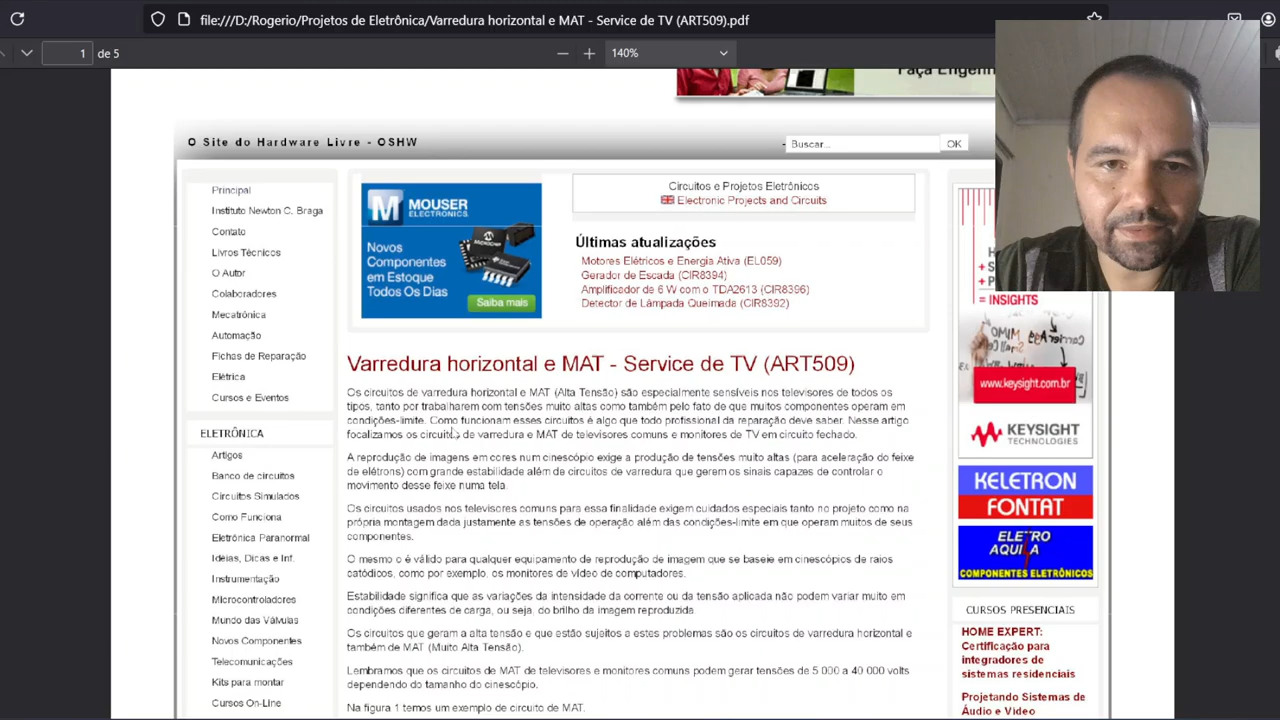 file:///D:/Rogerio/Projetos de Eletrônica/Varredura horizontal e MAT - Service de TV (ART509).pdf
1 de 5
140%
Faça Engenh
O Site do Hardware Livre - OSHW
Buscar...
OK
Principal
Instituto Newton C. Braga
Contato
Livros Técnicos
O Autor
Colaboradores
Mecatrônica
Automação
Fichas de Reparação
Elétrica
Cursos e Eventos
ELETRÔNICA
Artigos
Banco de circuitos
Circuitos Simulados
Como Funciona
Eletrônica Paranormal
Idéias, Dicas e Inf.
Instrumentação
Microcontroladores
Mundo das Válvulas
Novos Componentes
Telecomunicações
Kits para montar
Cursos On-Line
M MOUSER
ELECTRONICS
Novos
Componentes
em Estoque
Todos Os Dias
MICROCHIP
Saiba mais
Circuitos e Projetos Eletrônicos
Electronic Projects and Circuits
Últimas atualizações
Motores Elétricos e Energia Ativa (EL059)
Gerador de Escada (CIR8394)
Amplificador de 6 W com o TDA2613 (CIR8396)
Detector de Lâmpada Queimada (CIR8392)
Varredura horizontal e MAT - Service de TV (ART509)
Os circuitos de varredura horizontal e MAT (Alta Tensão) são especialmente sensíveis nos televisores de todos os
tipos, tanto por trabalharem com tensões muito altas como também pelo fato de que muitos componentes operam em
condições-limite. Como funcionam esses circuitos é algo que todo profissional da reparação deve saber. Nesse artigo
focalizamos os circuitos de varredura e MAT de televisores comuns e monitores de TV em circuito fechado.
A reprodução de imagens em cores num cinescópio exige a produção de tensões muito altas (para aceleração do feixe
de elétrons) com grande estabilidade além de circuitos de varredura que gerem os sinais capazes de controlar o
movimento desse feixe numa tela.
Os circuitos usados nos televisores comuns para essa finalidade exigem cuidados especiais tanto no projeto como na
própria montagem dada justamente as tensões de operação além das condições-limite em que operam muitos de seus
componentes.
O mesmo o é válido para qualquer equipamento de reprodução de imagem que se baseie em cinescópios de raios
catódicos, como por exemplo, os monitores de vídeo de computadores.
Estabilidade significa que as variações da intensidade da corrente ou da tensão aplicada não podem variar muito em
condições diferentes de carga, ou seja, do brilho da imagem reproduzida.
Os circuitos que geram a alta tensão e que estão sujeitos a estes problemas são os circuitos de varredura horizontal e
também de MAT (Muito Alta Tensão).
Lembramos que os circuitos de MAT de televisores e monitores comuns podem gerar tensões de 5 000 a 40 000 volts
dependendo do tamanho do cinescópio.
Na figura 1 temos um exemplo de circuito de MAT.
H
+ S
+ P
= INSIGHTS
MIMO
www.keysight.com.br
KEYSIGHT
TECHNOLOGIES
KELETRON
FONTAT
ELETRO
AQUILA
COMPONENTES ELETRÔNICOS
CURSOS PRESENCIAIS
HOME EXPERT:
Certificação para
integradores de
sistemas residenciais
Projetando Sistemas de
Áudio e Vídeo